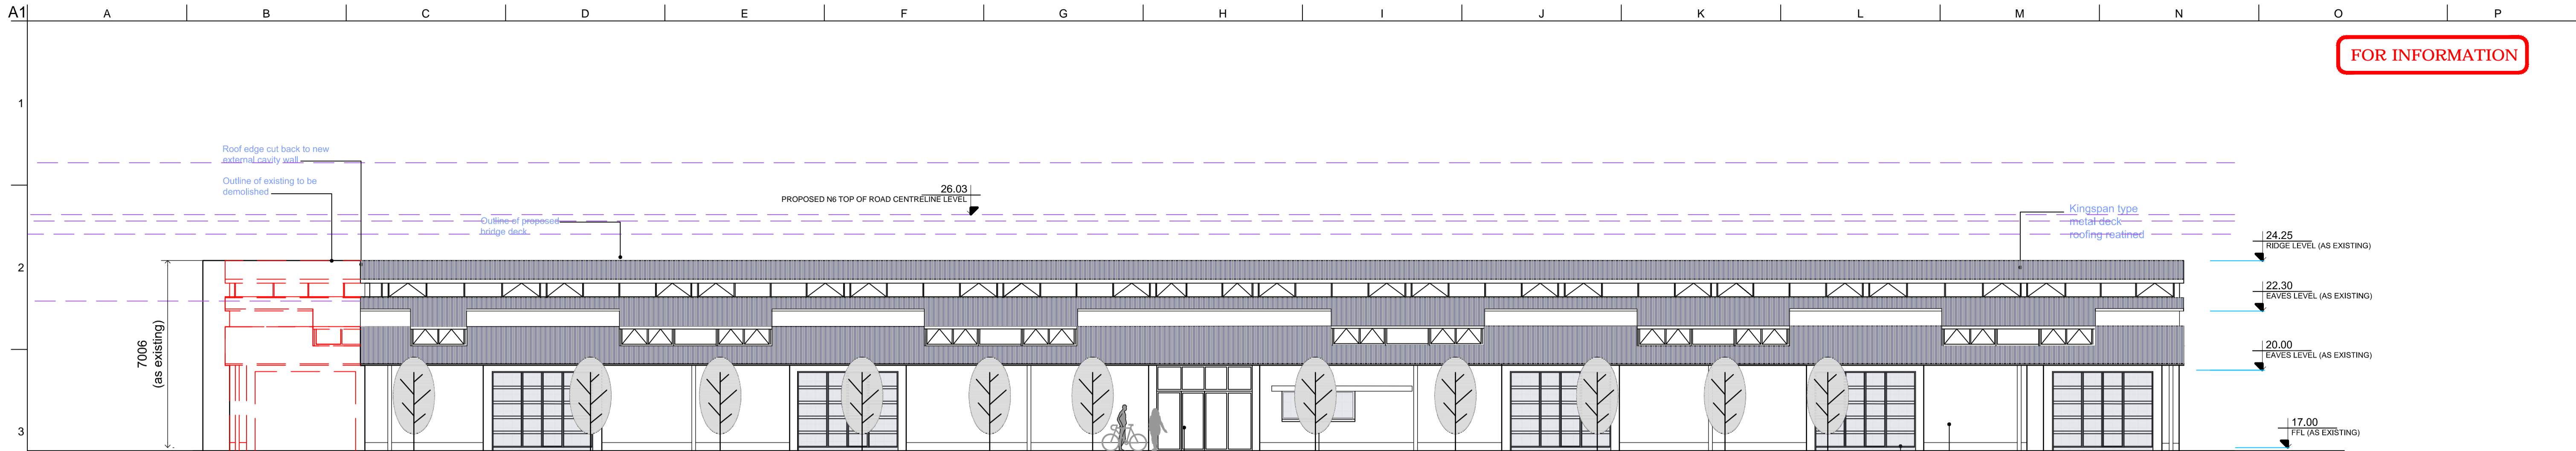 A1
A
B
C
D
E
F
G
H
I
J
K
L
M
N
O
P
FOR INFORMATION
1
Roof edge cut back to new
external cavity wall
Outline of existing to be
demolished
26.03
PROPOSED N6 TOP OF ROAD CENTRELINE LEVEL
Outline of proposed
bridge deck
Kingspan type
metal deck
roofing reatined
24.25
RIDGE LEVEL (AS EXISTING)
2
22.30
EAVES LEVEL (AS EXISTING)
7006
(as existing)
20.00
EAVES LEVEL (AS EXISTING)
3
17.00
FFL (AS EXISTING)